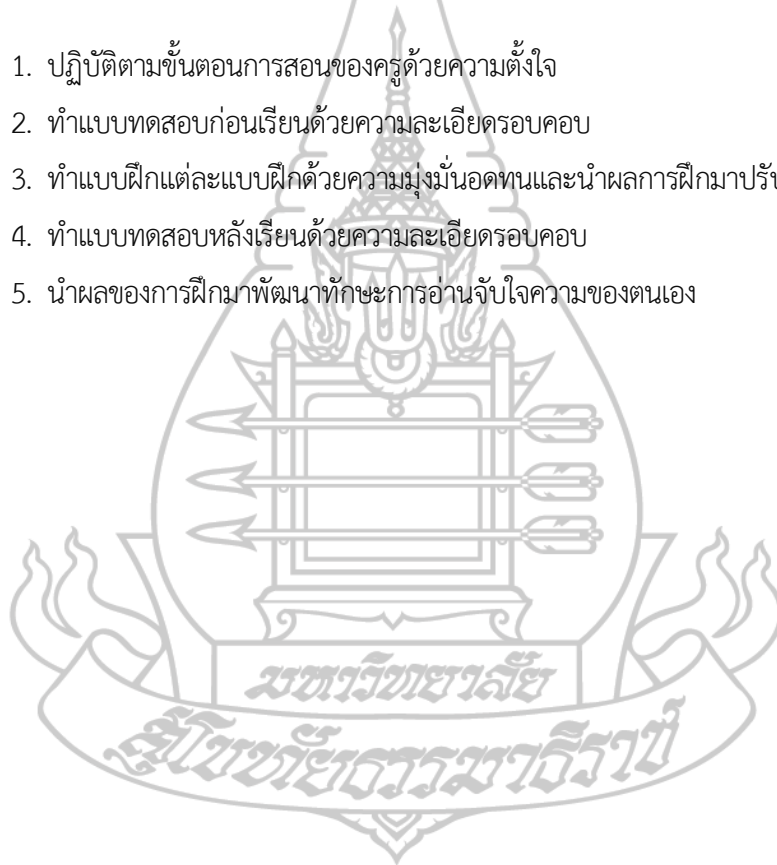 1. ปฏิบัติตามขั้นตอนการสอนของครูด้วยความตั้งใจ
2. ทำแบบทดสอบก่อนเรียนด้วยความละเอียดรอบคอบ
3. ทำแบบฝึกแต่ละแบบฝึกด้วยความมุ่งมั่นอดทนและนำผลการฝึกมาปรับ
4. ทำแบบทดสอบหลังเรียนด้วยความละเอียดรอบคอบ
5. นำผลของการฝึกมาพัฒนาทักษะการอ่านจับใจความของตนเอง
มหาวิทยาลัย
สุโขทัยธรรมาธิราช